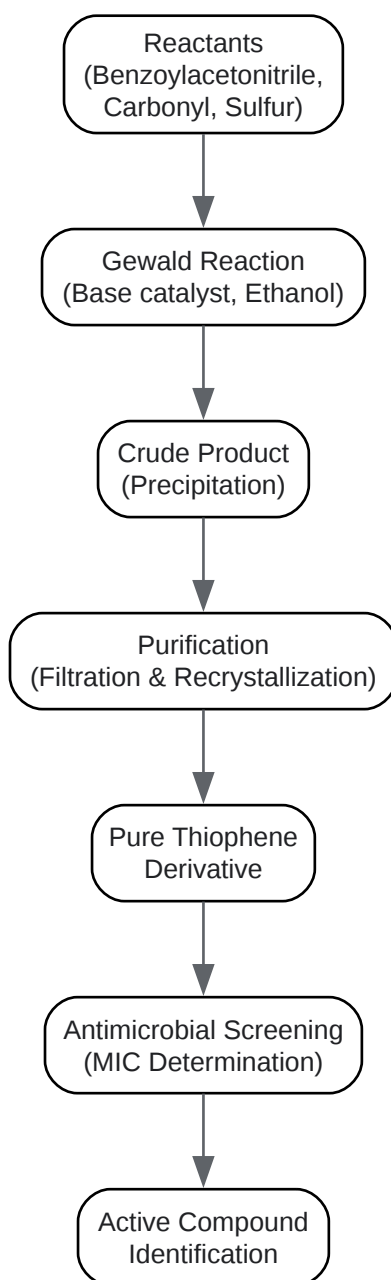 Reactants
(Benzoylacetonitrile,
Carbonyl, Sulfur)
Gewald Reaction
(Base catalyst, Ethanol)
Crude Product
(Precipitation)
Purification
(Filtration & Recrystallization)
Pure Thiophene
Derivative
Antimicrobial Screening
(MIC Determination)
Active Compound
Identification